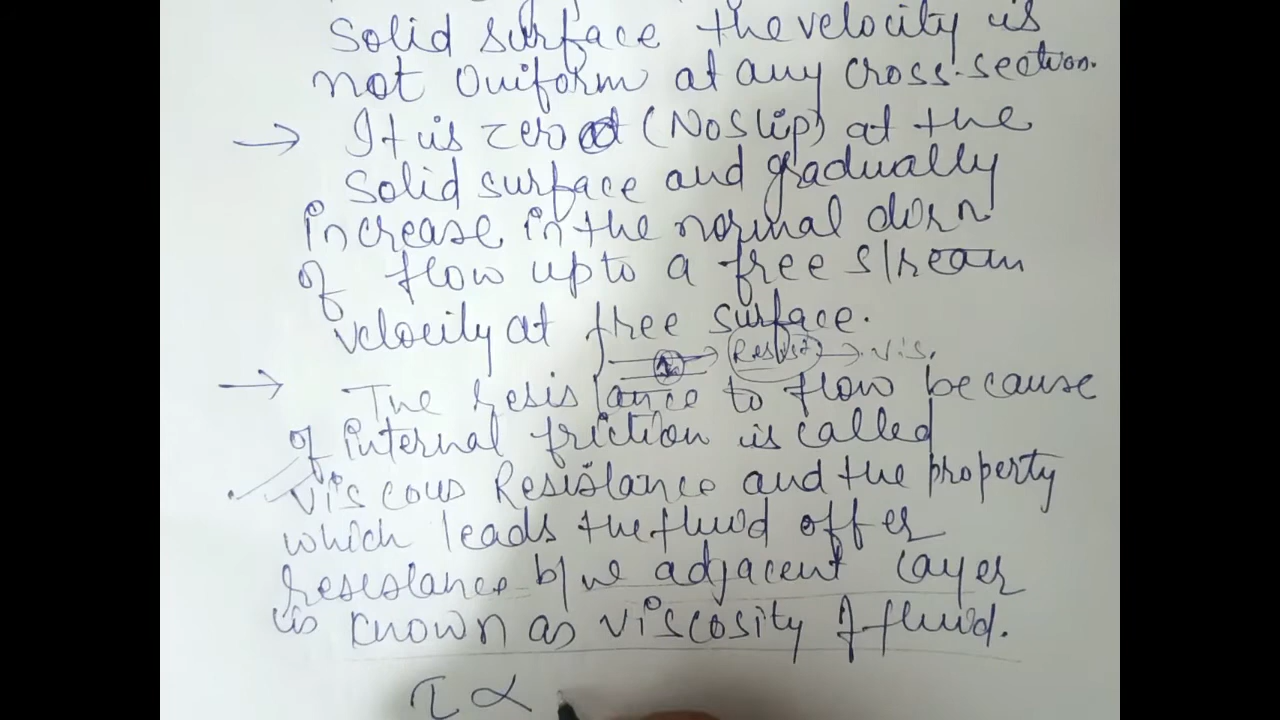 solid surface the velocity is
not Uniform at any cross-section.
→ It is zero at (No Slip) at the
solid surface and gradually
increase in the normal dirn
of flow upto a free stream
velocity at free surface.
Resist → vis.
→ The resistance to flow because
of internal friction is called
viscous Resistance and the property
which leads the fluid offer
resistance b/w adjacent layer
is known as viscosity of fluid.
τ ∝